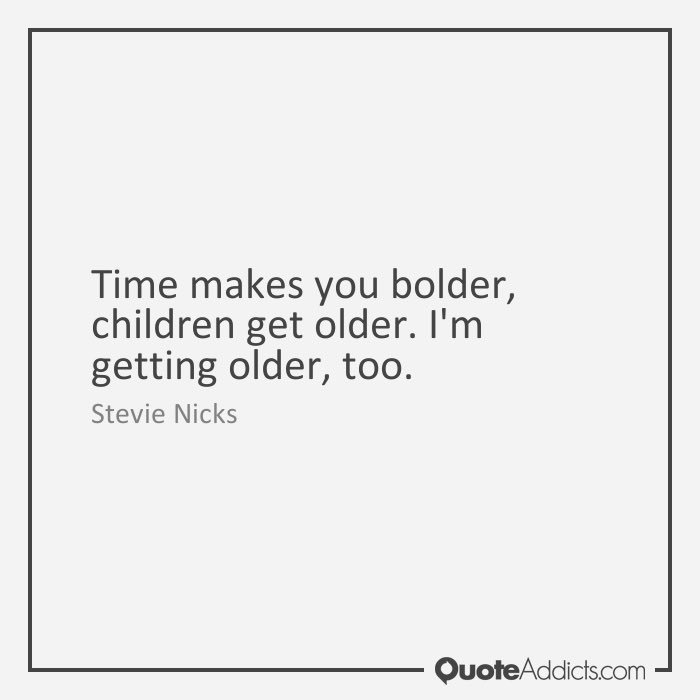 Time makes you bolder,
children get older. I'm
getting older, too.
Stevie Nicks
QuoteAddicts.com